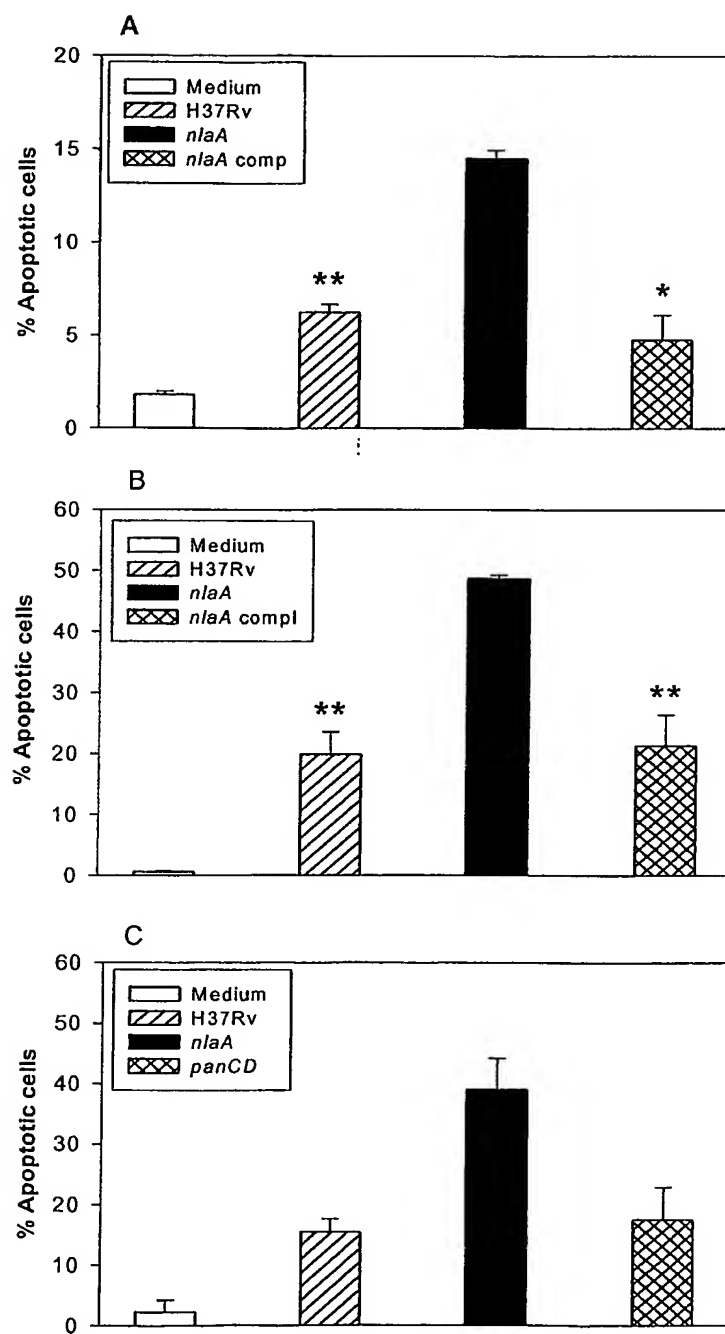 A
20
15
10
5
0
% Apoptotic cells
Medium
H37Rv
nlaA
nlaA comp
**
*
B
60
50
40
30
20
10
0
% Apoptotic cells
Medium
H37Rv
nlaA
nlaA compl
**
**
C
60
50
40
30
20
10
0
% Apoptotic cells
Medium
H37Rv
nlaA
panCD